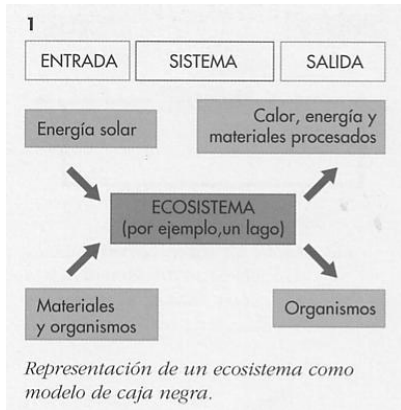 1
ENTRADA SISTEMA SALIDA
Energía solar
Calor, energía y
materiales procesados
ECOSISTEMA
(por ejemplo,un lago)
Materiales
y organismos
Organismos
Representación de un ecosistema como
modelo de caja negra.